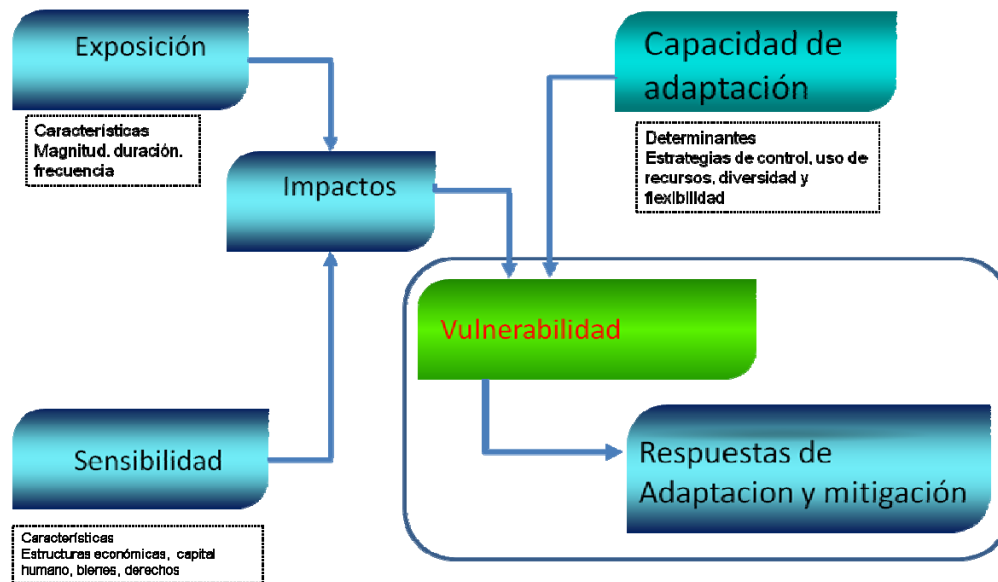 Exposición
Características
Magnitud. duración.
frecuencia
Capacidad de
adaptación
Determinantes
Estrategias de control, uso de
recursos, diversidad y
flexibilidad
Impactos
Vulnerabilidad
Sensibilidad
Características
Estructuras económicas, capital
humano, bienes, derechos
Respuestas de
Adaptacion y mitigación